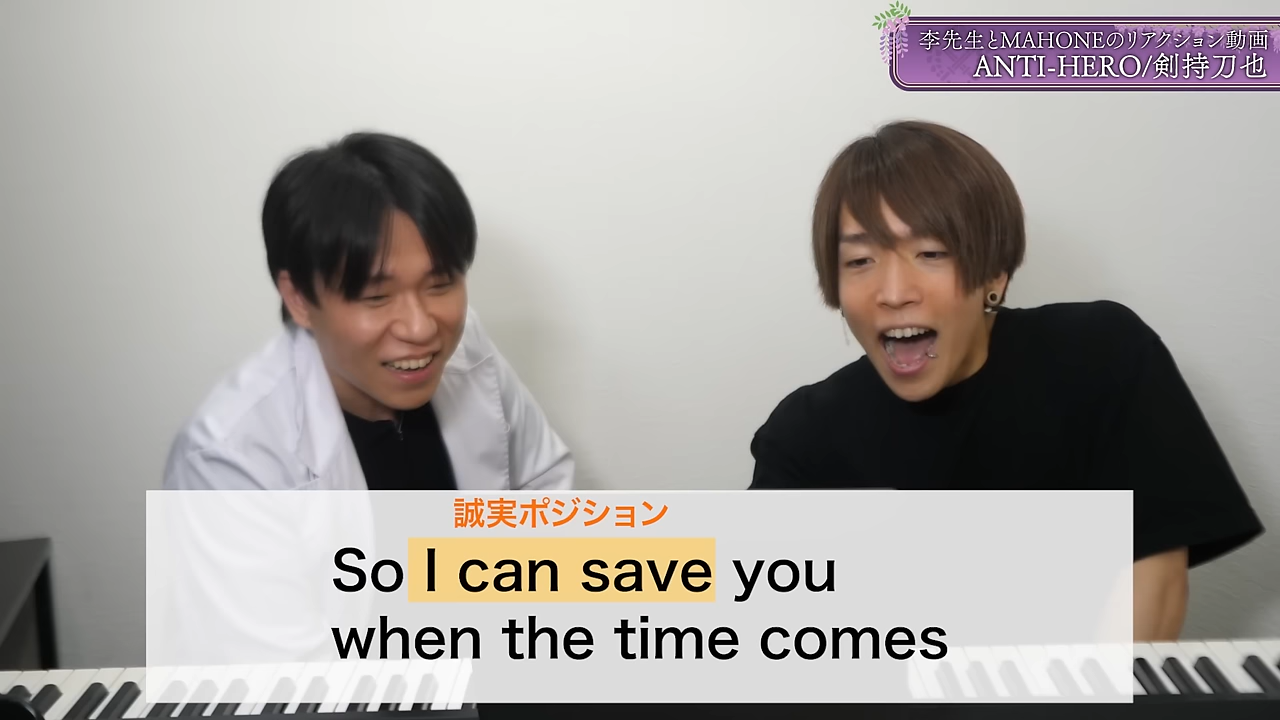 李先生とMAHONEのリアクション動画
ANTI-HERO/剣持刀也
誠実ポジション
So I can save you
when the time comes